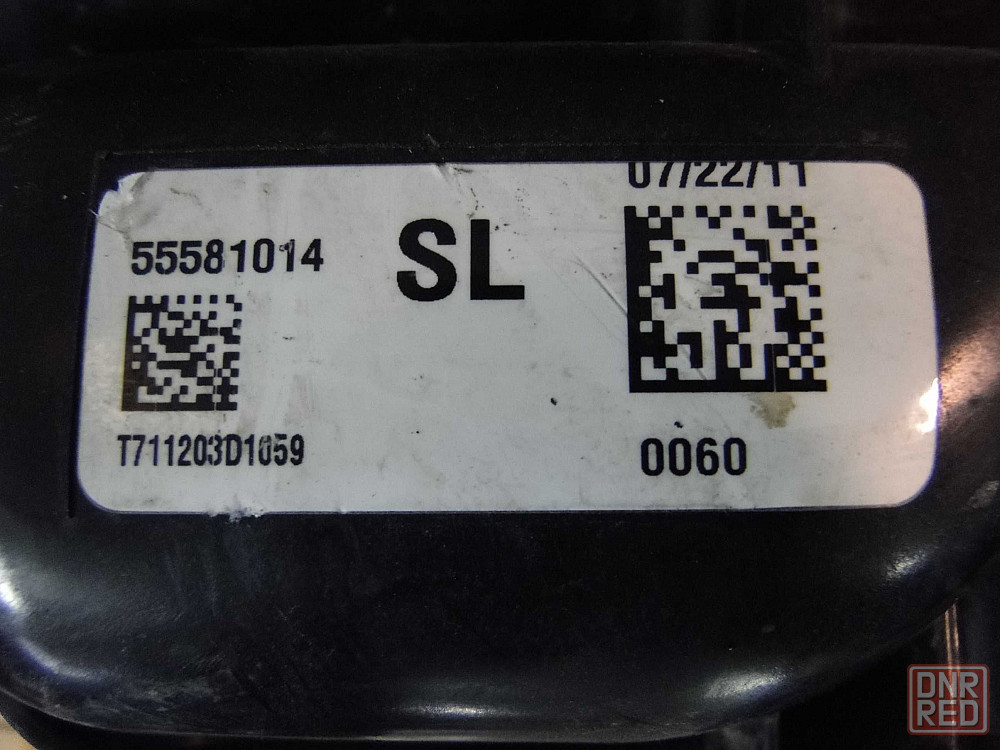 07/22/11
55581014
SL
T711203D1059
0060
DNR
RED